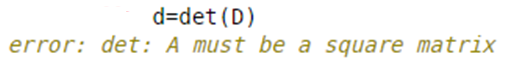 d=det(D)
error: det: A must be a square matrix